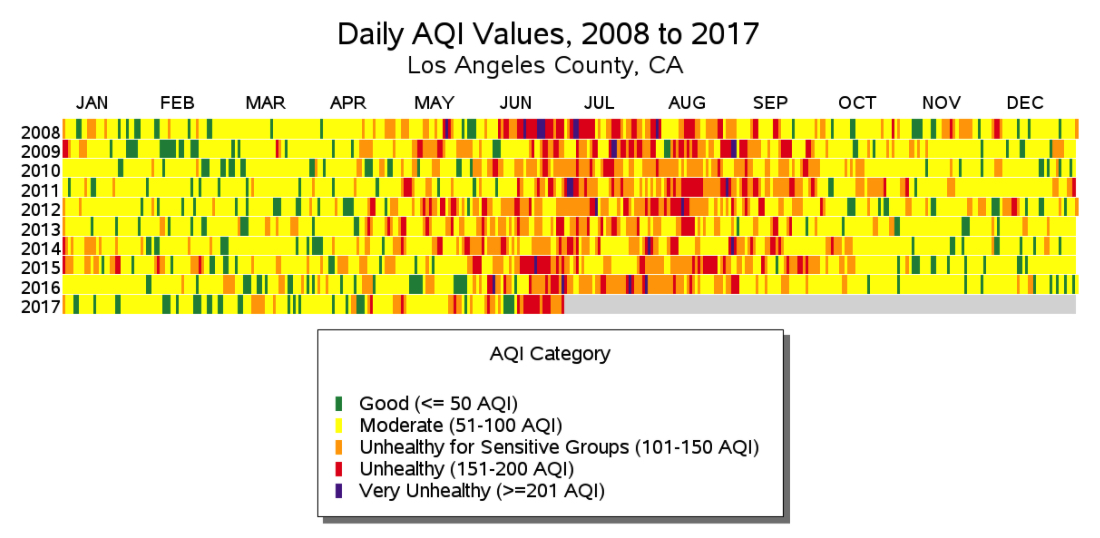 Daily AQI Values, 2008 to 2017
Los Angeles County, CA
JAN FEB MAR APR MAY JUN JUL AUG SEP OCT NOV DEC
2008
2009
2010
2011
2012
2013
2014
2015
2016
2017
AQI Category
Good (<= 50 AQI)
Moderate (51-100 AQI)
Unhealthy for Sensitive Groups (101-150 AQI)
Unhealthy (151-200 AQI)
Very Unhealthy (>=201 AQI)